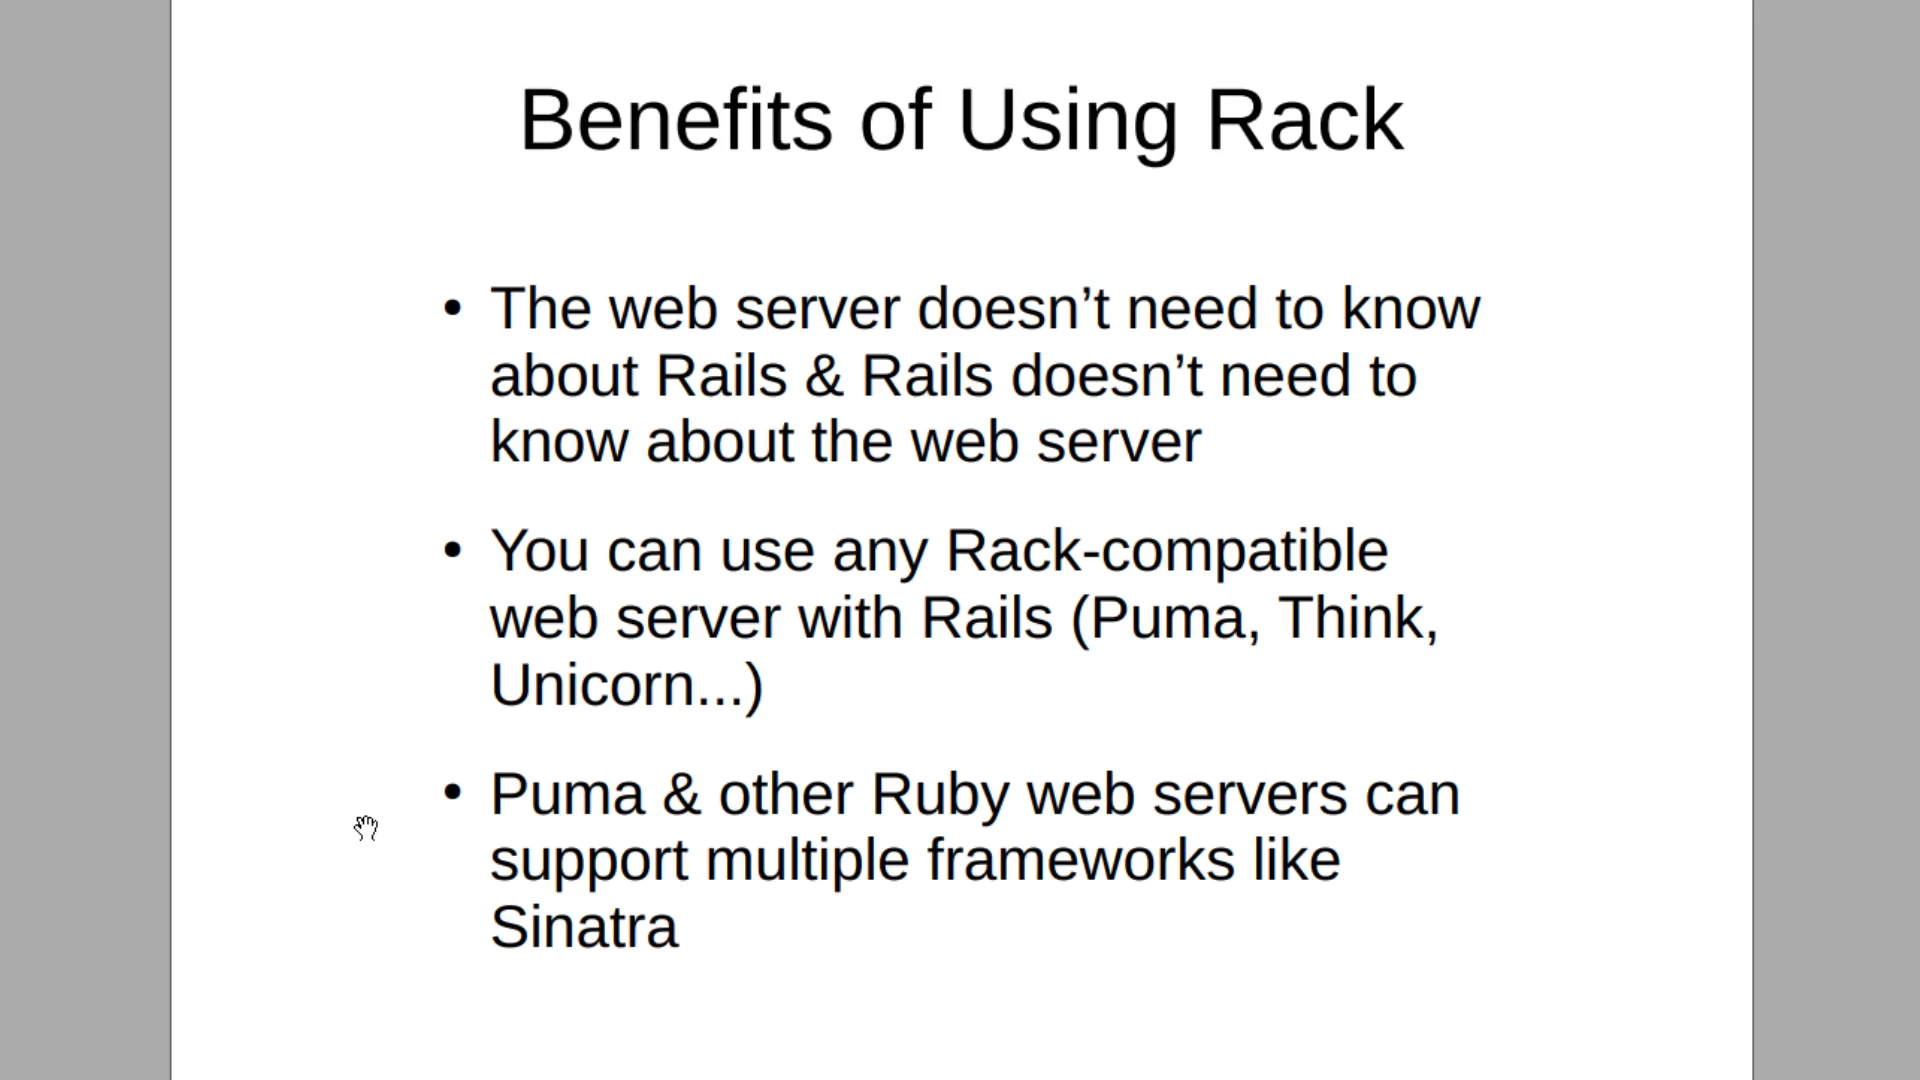 Benefits of Using Rack
• The web server doesn’t need to know
about Rails & Rails doesn’t need to
know about the web server
• You can use any Rack-compatible
web server with Rails (Puma, Think,
Unicorn...)
• Puma & other Ruby web servers can
support multiple frameworks like
Sinatra